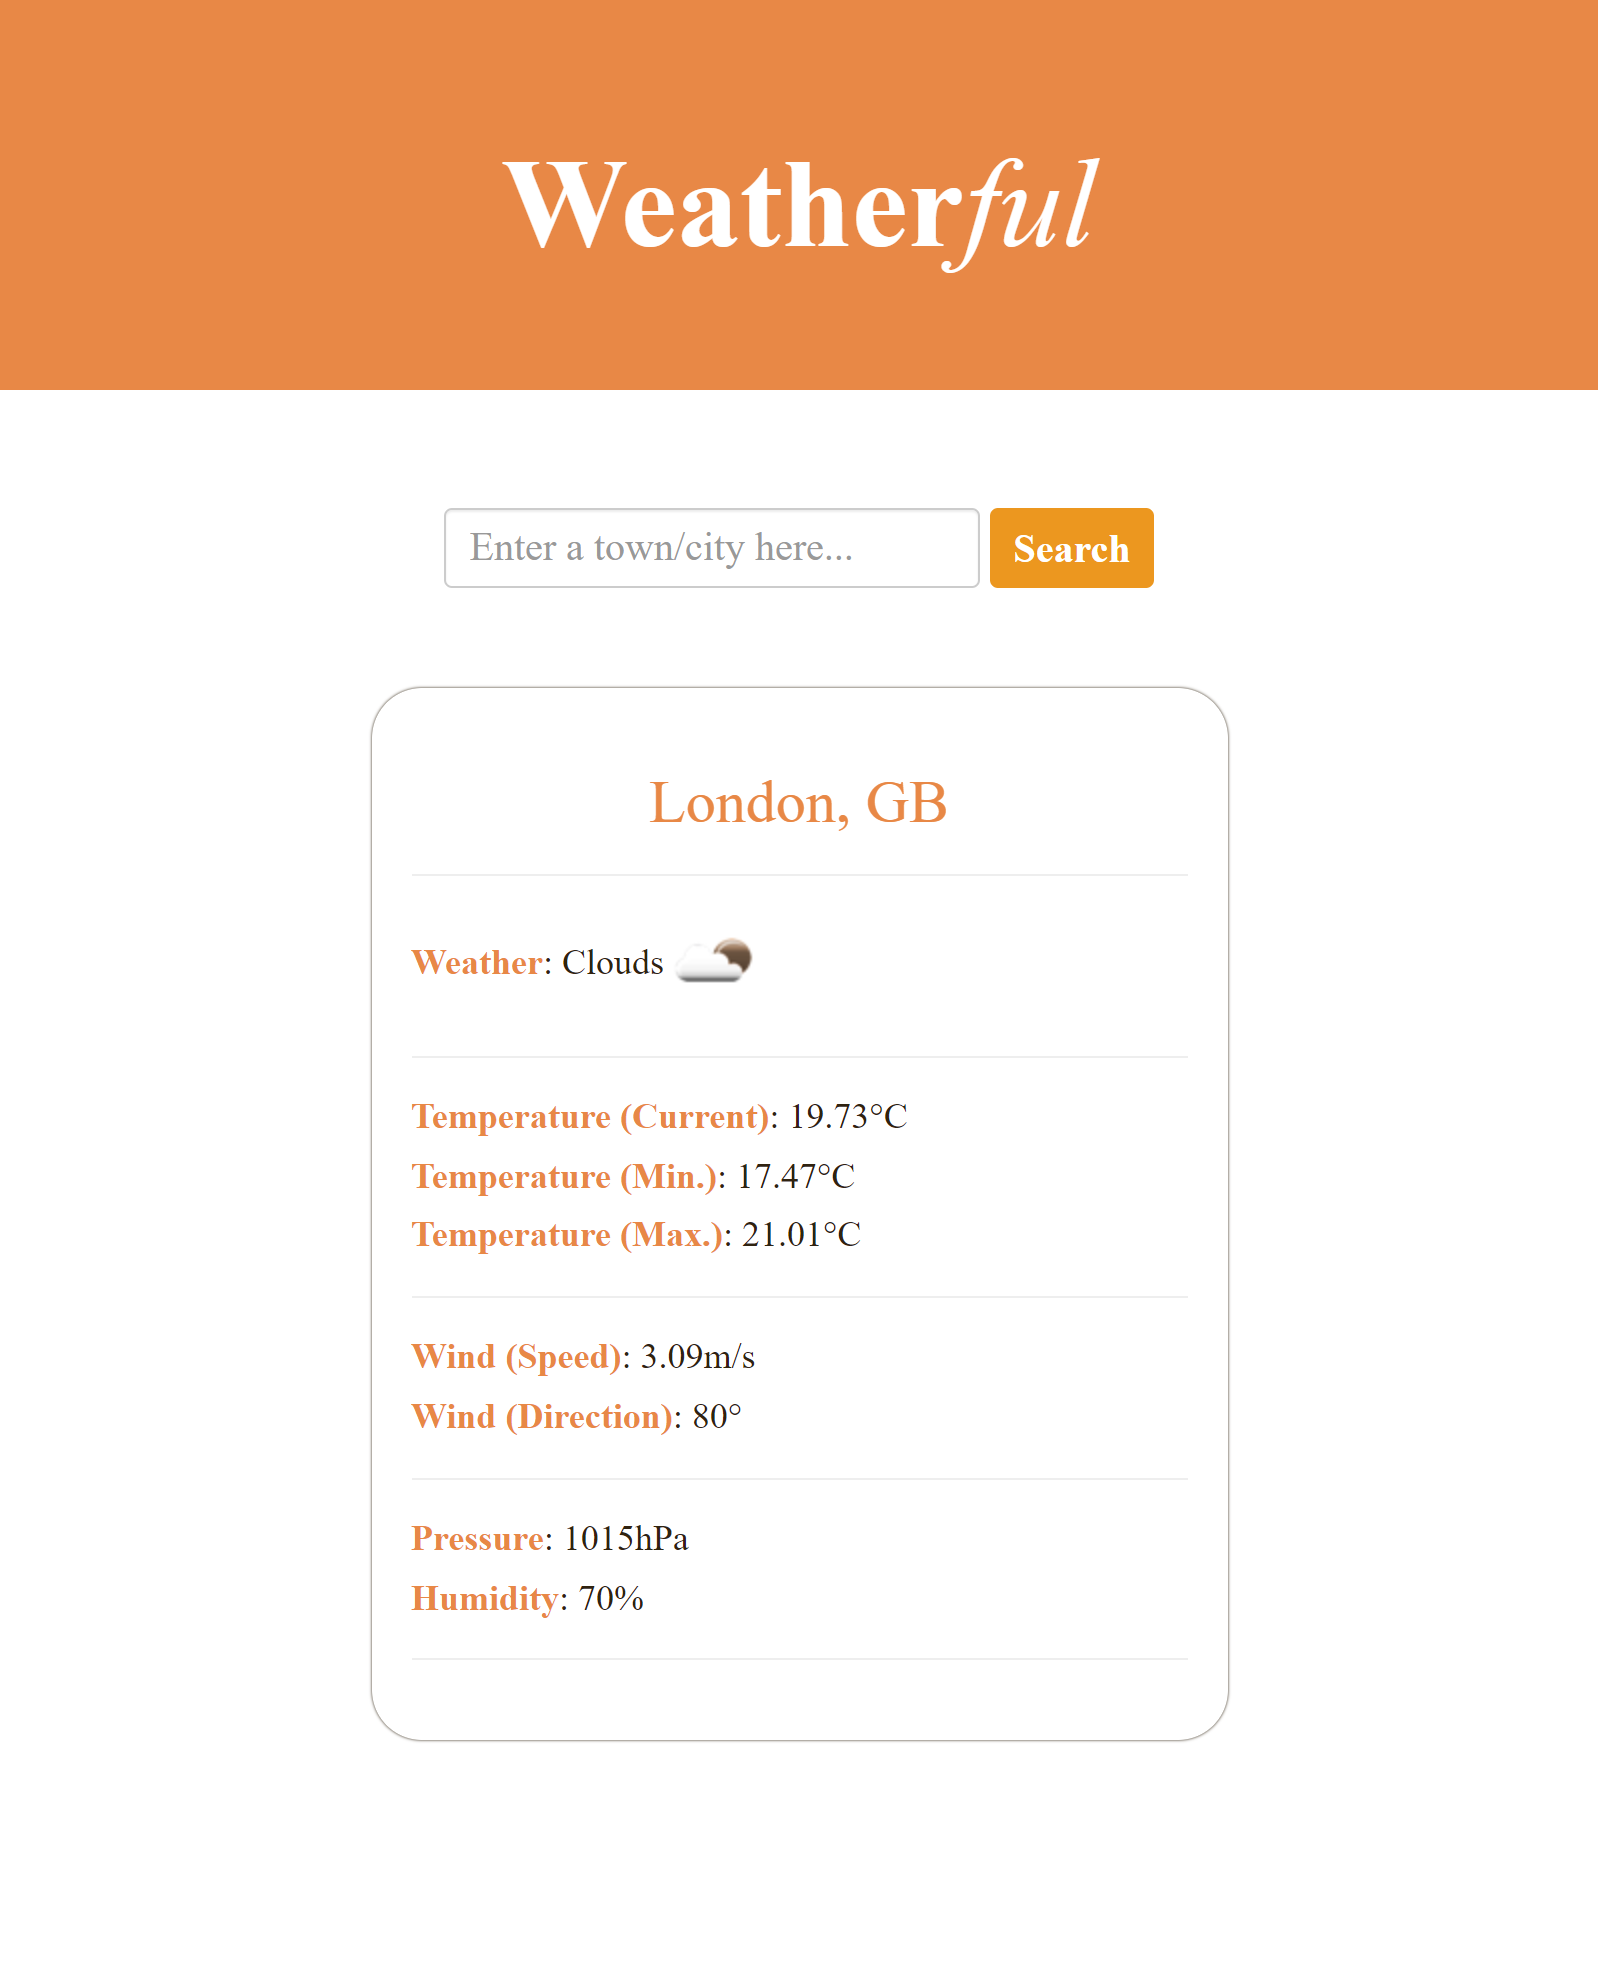 Weatherful
Enter a town/city here...
Search
London, GB
Weather: Clouds
Temperature (Current): 19.73°C
Temperature (Min.): 17.47°C
Temperature (Max.): 21.01°C
Wind (Speed): 3.09m/s
Wind (Direction): 80°
Pressure: 1015hPa
Humidity: 70%